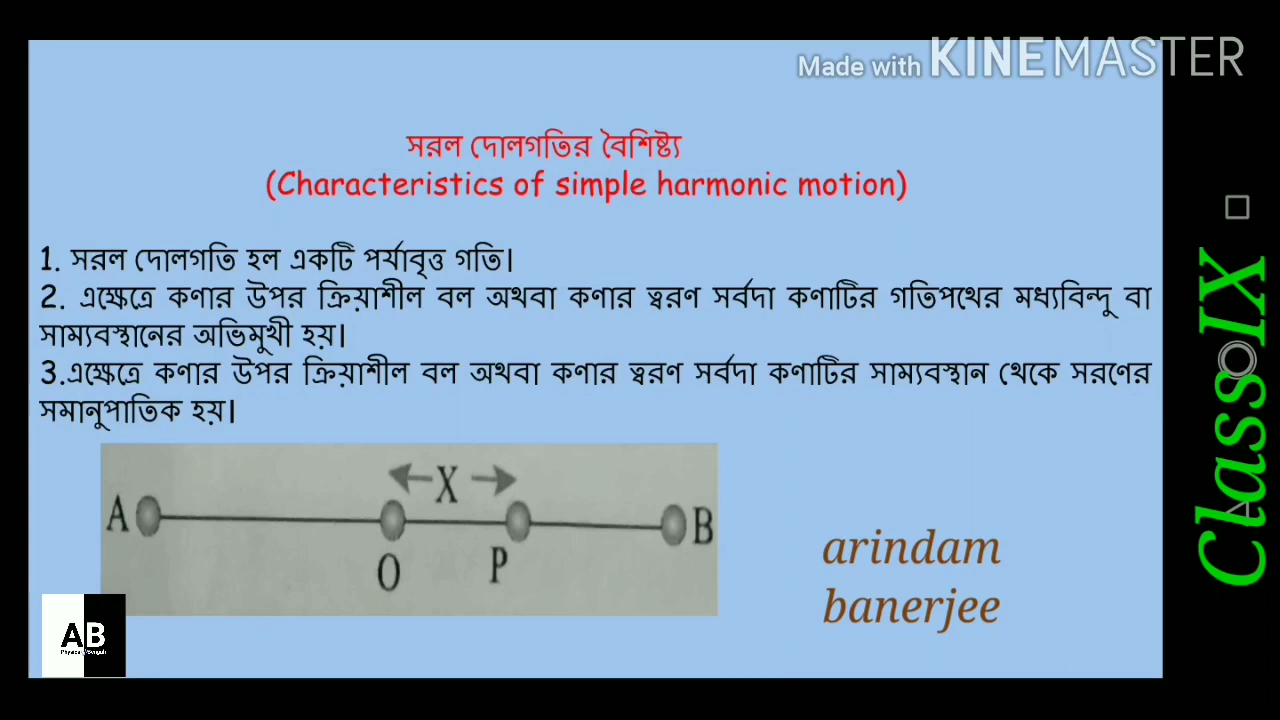 Made with KINEMASTER
সরল দোলগতির বৈশিষ্ট্য
(Characteristics of simple harmonic motion)
1. সরল দোলগতি হল একটি পর্যাবৃত্ত গতি।
2. এক্ষেত্রে কণার উপর ক্রিয়াশীল বল অথবা কণার ত্বরণ সর্বদা কণাটির গতিপথের মধ্যবিন্দু বা
সাম্যবস্থানের অভিমুখী হয়।
3.এক্ষেত্রে কণার উপর ক্রিয়াশীল বল অথবা কণার ত্বরণ সর্বদা কণাটির সাম্যবস্থান থেকে সরণের
সমানুপাতিক হয়।
X
A B
O P
arindam
banerjee
AB
Class-IX